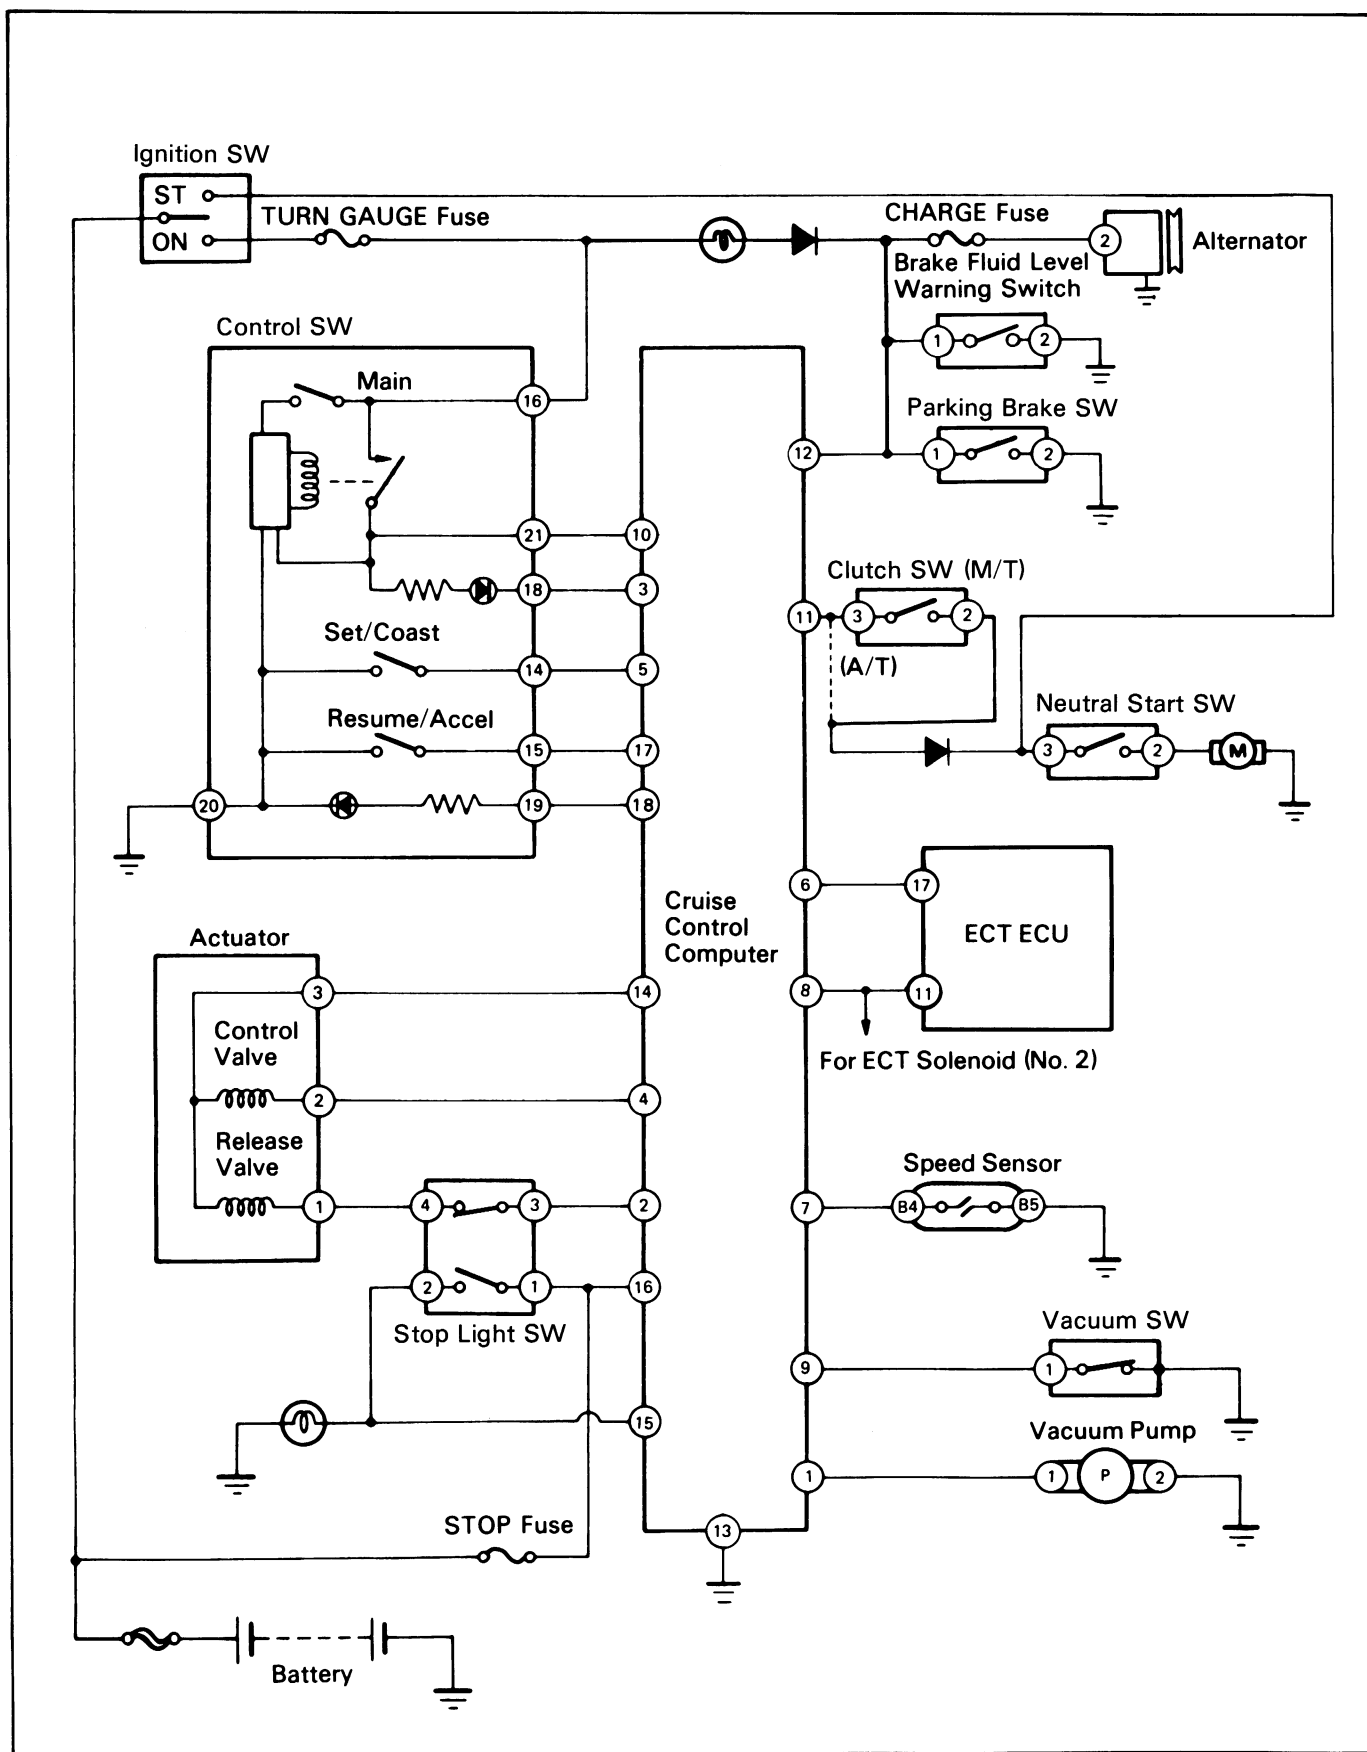 Ignition SW
ST
TURN GAUGE Fuse
CHARGE Fuse
ON
2
Alternator
Brake Fluid Level
Warning Switch
Control SW
1
2
Main
16
Parking Brake SW
12
1
2
21
10
Clutch SW (M/T)
18
3
11
3
2
Set/Coast
14
5
(A/T)
Neutral Start SW
Resume/Accel
15
17
3
2
M
20
19
18
6
17
Cruise
Control
Computer
ECT ECU
Actuator
3
14
8
11
Control
Valve
For ECT Solenoid (No. 2)
2
4
Release
Valve
Speed Sensor
1
4
3
2
7
B4
B5
2
1
16
Stop Light SW
Vacuum SW
9
1
15
Vacuum Pump
1
1
P
2
STOP Fuse
13
Battery